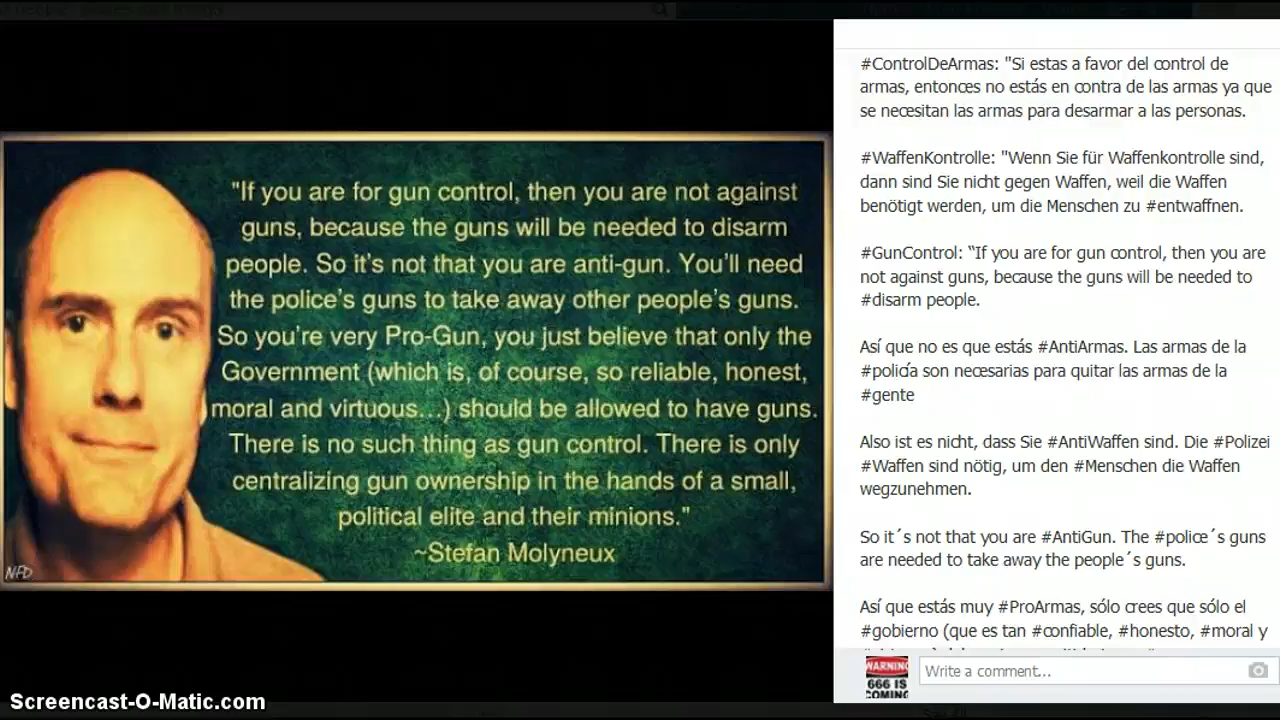 "If you are for gun control, then you are not against
guns, because the guns will be needed to disarm
people. So it's not that you are anti-gun. You'll need
the police's guns to take away other people's guns.
So you're very Pro-Gun, you just believe that only the
Government (which is, of course, so reliable, honest,
moral and virtuous...) should be allowed to have guns.
There is no such thing as gun control. There is only
centralizing gun ownership in the hands of a small,
political elite and their minions."
~Stefan Molyneux
NFD
#ControlDeArmas: "Si estas a favor del control de
armas, entonces no estás en contra de las armas ya que
se necesitan las armas para desarmar a las personas.
#WaffenKontrolle: "Wenn Sie für Waffenkontrolle sind,
dann sind Sie nicht gegen Waffen, weil die Waffen
benötigt werden, um die Menschen zu #entwaffnen.
#GunControl: “If you are for gun control, then you are
not against guns, because the guns will be needed to
#disarm people.
Así que no es que estás #AntiArmas. Las armas de la
#policía son necesarias para quitar las armas de la
#gente
Also ist es nicht, dass Sie #AntiWaffen sind. Die #Polizei
#Waffen sind nötig, um den #Menschen die Waffen
wegzunehmen.
So it´s not that you are #AntiGun. The #police´s guns
are needed to take away the people´s guns.
Así que estás muy #ProArmas, sólo crees que sólo el
#gobierno (que es tan #confiable, #honesto, #moral y
WARNING
666 IS
COMING
Write a comment...
Screencast-O-Matic.com